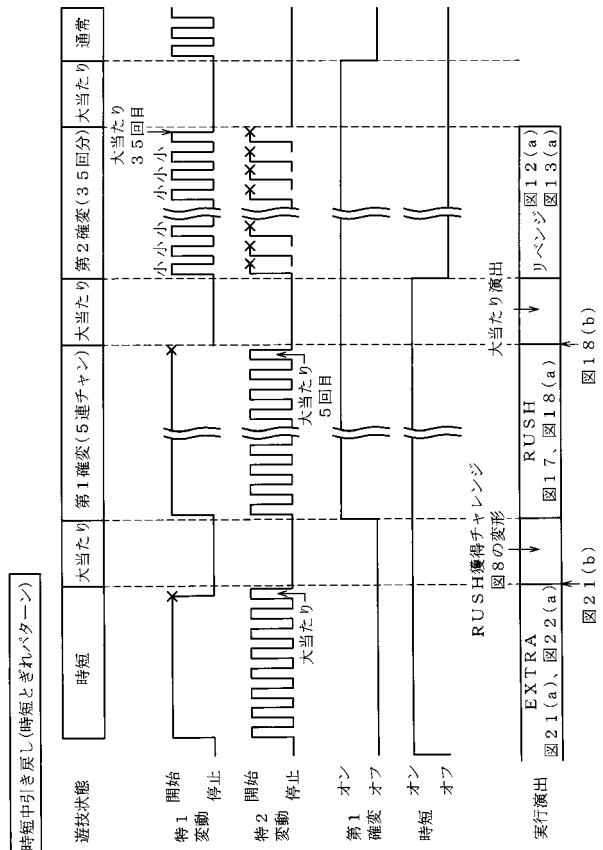 時短中引き戻し(時短とぎれパターン)
遊技状態
時短
大当たり
第1確変(5連チャン)
大当たり
第2確変(35回分)
大当たり
通常
特1
変動
開始
停止
小 小 小
小 小 小
大当たり
35回目
特2
変動
開始
停止
大当たり
大当たり
5回目
第1
確変
オン
オフ
時短
オン
オフ
RUSH獲得チャレンジ
図8の変形
大当たり演出
実行演出
EXTRA
図21(a)、図22(a)
RUSH
図17、図18(a)
リベンジ
図12(a)
図13(a)
図21(b)
図18(b)